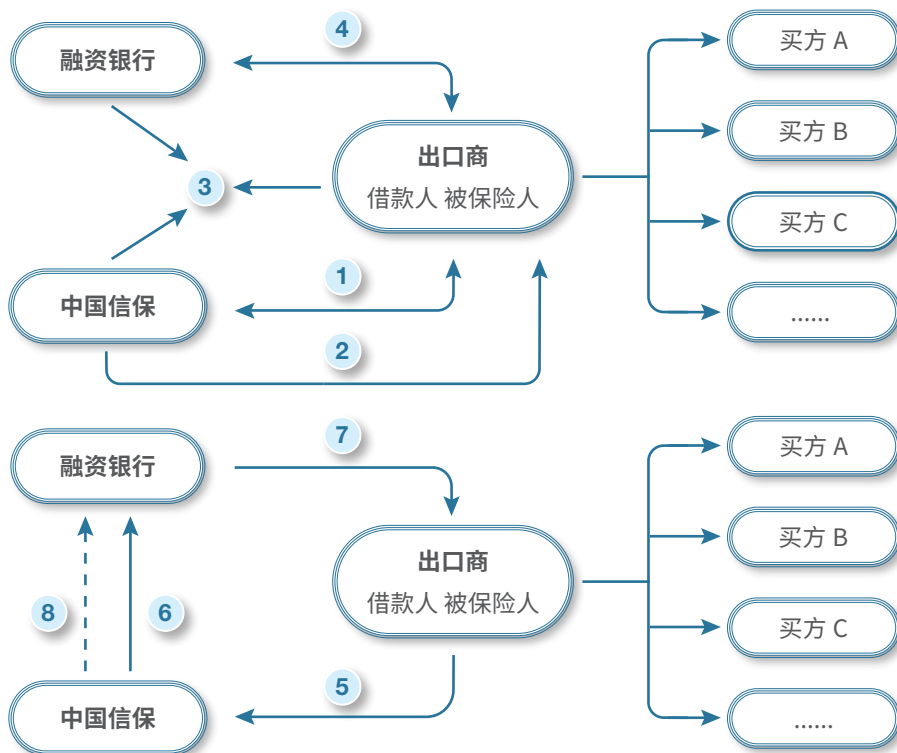 4
融资银行
买方 A
出口商
借款人 被保险人
买方 B
3
买方 C
1
中国信保
2
......
7
融资银行
买方 A
出口商
借款人 被保险人
买方 B
8
6
买方 C
5
中国信保
......